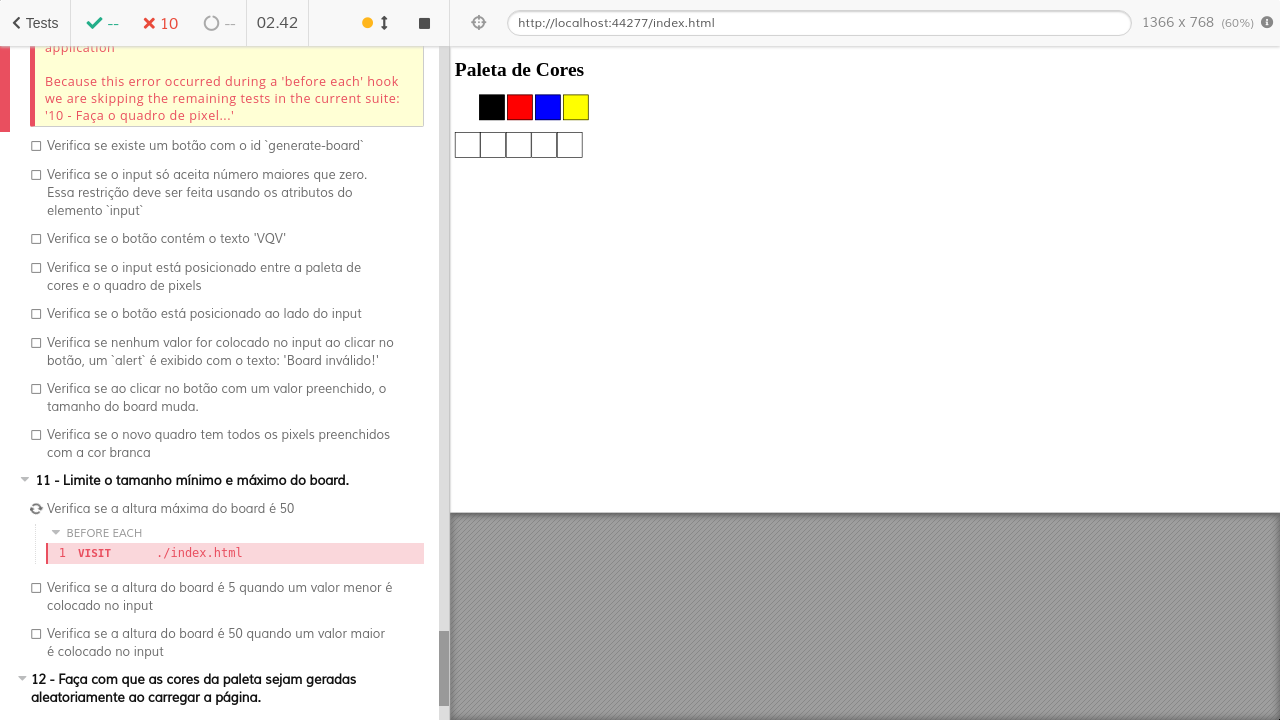 Tests
--
10
--
02.42
http://localhost:44277/index.html
1366 x 768 (60%)
application
Because this error occurred during a 'before each' hook
we are skipping the remaining tests in the current suite:
'10 - Faça o quadro de pixel...'
Verifica se existe um botão com o id `generate-board`
Verifica se o input só aceita número maiores que zero.
Essa restrição deve ser feita usando os atributos do
elemento `input`
Verifica se o botão contém o texto 'VQV'
Verifica se o input está posicionado entre a paleta de
cores e o quadro de pixels
Verifica se o botão está posicionado ao lado do input
Verifica se nenhum valor for colocado no input ao clicar no
botão, um `alert` é exibido com o texto: 'Board inválido!'
Verifica se ao clicar no botão com um valor preenchido, o
tamanho do board muda.
Verifica se o novo quadro tem todos os pixels preenchidos
com a cor branca
11 - Limite o tamanho mínimo e máximo do board.
Verifica se a altura máxima do board é 50
BEFORE EACH
1 VISIT ./index.html
Verifica se a altura do board é 5 quando um valor menor é
colocado no input
Verifica se a altura do board é 50 quando um valor maior
é colocado no input
12 - Faça com que as cores da paleta sejam geradas
aleatoriamente ao carregar a página.
Paleta de Cores